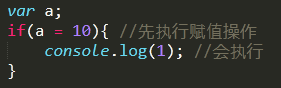 var a;
if(a = 10){ //先执行赋值操作
    console.log(1); //会执行
}